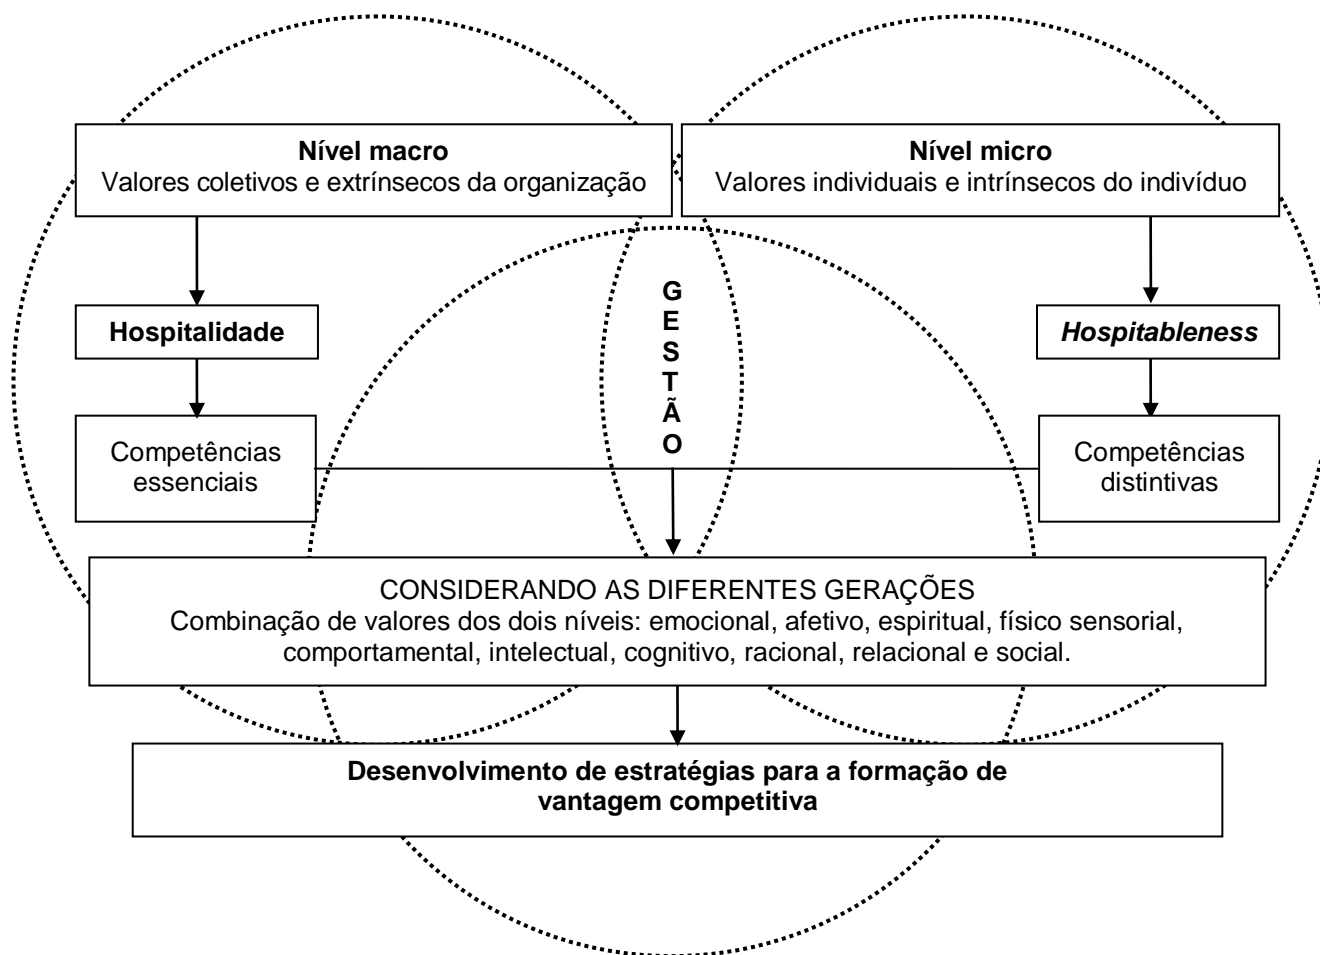 Nível macro
Valores coletivos e extrínsecos da organização
Nível micro
Valores individuais e intrínsecos do indivíduo
Hospitalidade
GESTÃO
Hospitableness
Competências
essenciais
Competências
distintivas
CONSIDERANDO AS DIFERENTES GERAÇÕES
Combinação de valores dos dois níveis: emocional, afetivo, espiritual, físico sensorial,
comportamental, intelectual, cognitivo, racional, relacional e social.
Desenvolvimento de estratégias para a formação de
vantagem competitiva